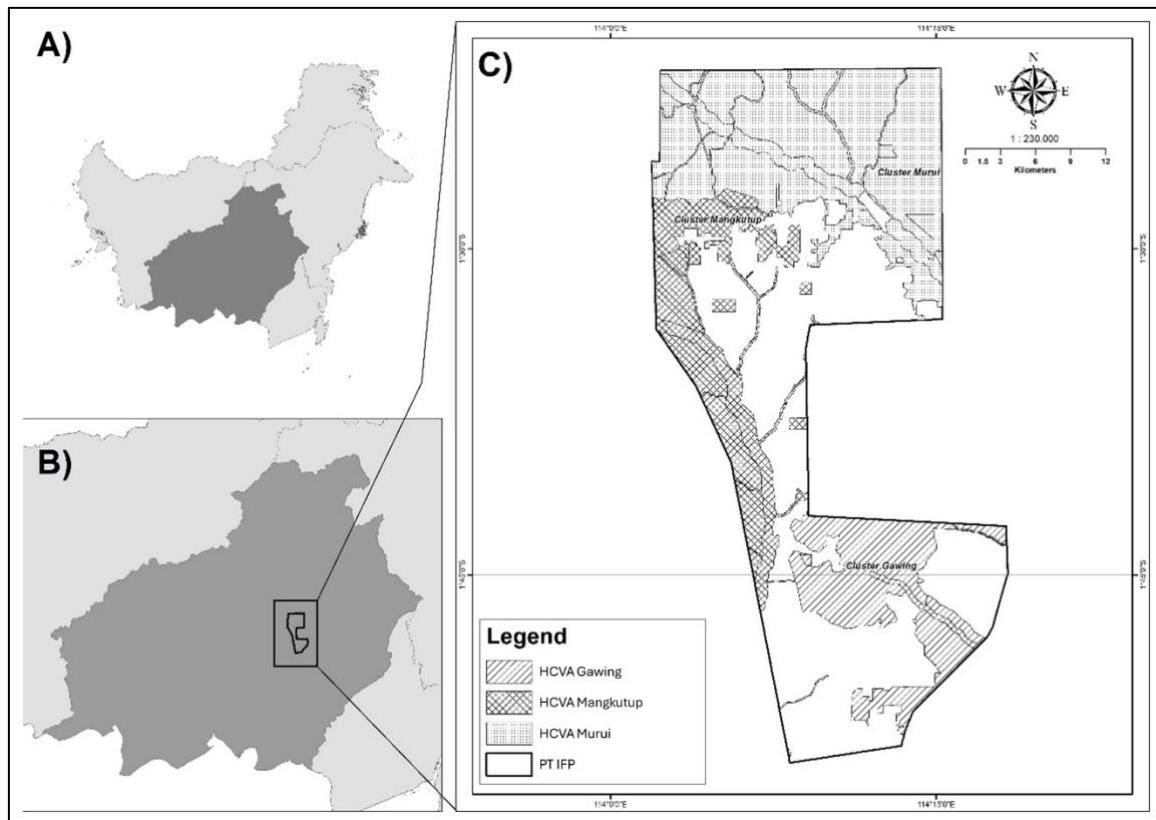 A)
B)
C)
114°0'0"E
114°15'0"E
N
W
E
S
1 : 230.000
0 1.5 3 6 9 12
Kilometers
Cluster Murui
Cluster Mangkutup
1°30'0"S
1°30'0"S
Cluster Gawing
1°45'0"S
1°45'0"S
Legend
HCVA Gawing
HCVA Mangkutup
HCVA Murui
PT IFP
114°0'0"E
114°15'0"E